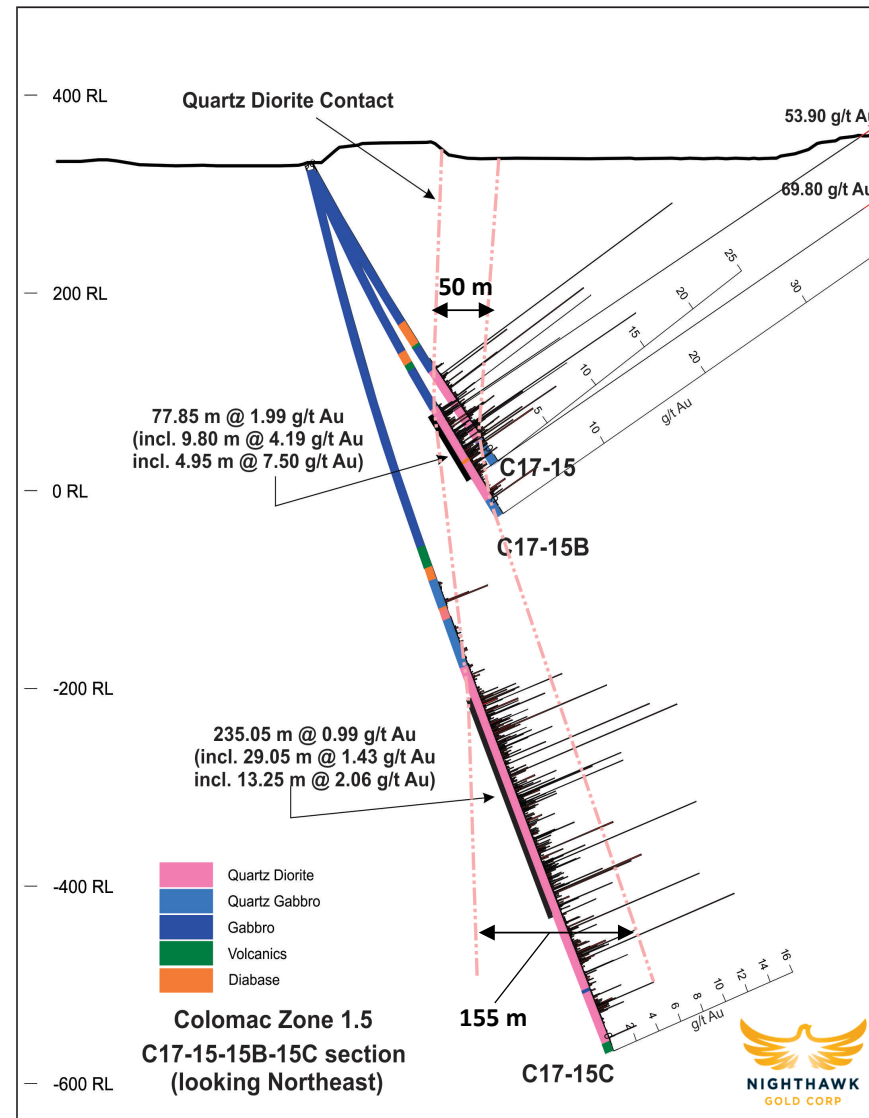 400 RL
Quartz Diorite Contact
53.90 g/t Au
69.80 g/t Au
200 RL
50 m
25
20
15
10
5
30
20
10
g/t Au
77.85 m @ 1.99 g/t Au
(incl. 9.80 m @ 4.19 g/t Au
incl. 4.95 m @ 7.50 g/t Au)
C17-15
0 RL
C17-15B
-200 RL
235.05 m @ 0.99 g/t Au
(incl. 29.05 m @ 1.43 g/t Au
incl. 13.25 m @ 2.06 g/t Au)
Quartz Diorite
Quartz Gabbro
Gabbro
Volcanics
Diabase
-400 RL
155 m
0
2
4
6
8
10
12
14
16
g/t Au
Colomac Zone 1.5
C17-15-15B-15C section
(looking Northeast)
C17-15C
-600 RL
NIGHTHAWK
GOLD CORP